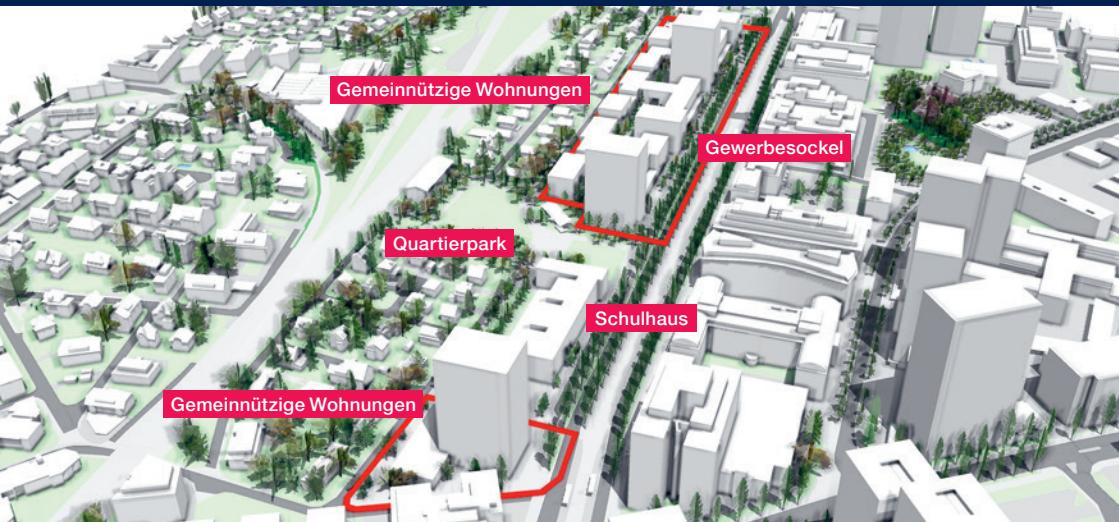 Gemeinnützige Wohnungen
Gewerbesockel
Quartierpark
Schulhaus
Gemeinnützige Wohnungen